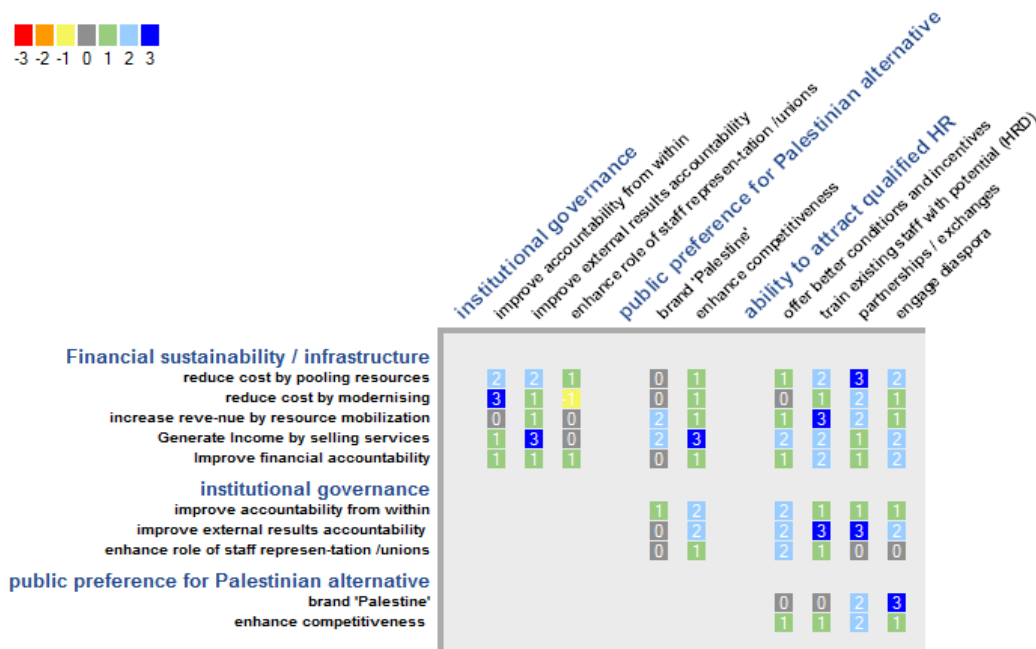 -3 -2 -1 0 1 2 3
institutional governance
improve accountability from within
improve external results accountability
enhance role of staff represen-tation /unions
public preference for Palestinian alternative
brand 'Palestine'
enhance competitiveness
ability to attract qualified HR
offer better conditions and incentives
train existing staff with potential (HRD)
partnerships / exchanges
engage diaspora
Financial sustainability / infrastructure
reduce cost by pooling resources 2 2 1 0 1 1 2 3 2
reduce cost by modernising 3 1 -1 0 1 0 1 2 1
increase reve-nue by resource mobilization 0 1 0 2 1 1 3 2 1
Generate Income by selling services 1 3 0 2 3 2 2 1 2
Improve financial accountability 1 1 1 0 1 1 2 1 2
institutional governance
improve accountability from within 1 2 2 1 1 1
improve external results accountability 0 2 2 3 3 2
enhance role of staff represen-tation /unions 0 1 2 1 0 0
public preference for Palestinian alternative
brand 'Palestine' 0 0 2 3
enhance competitiveness 1 1 2 1